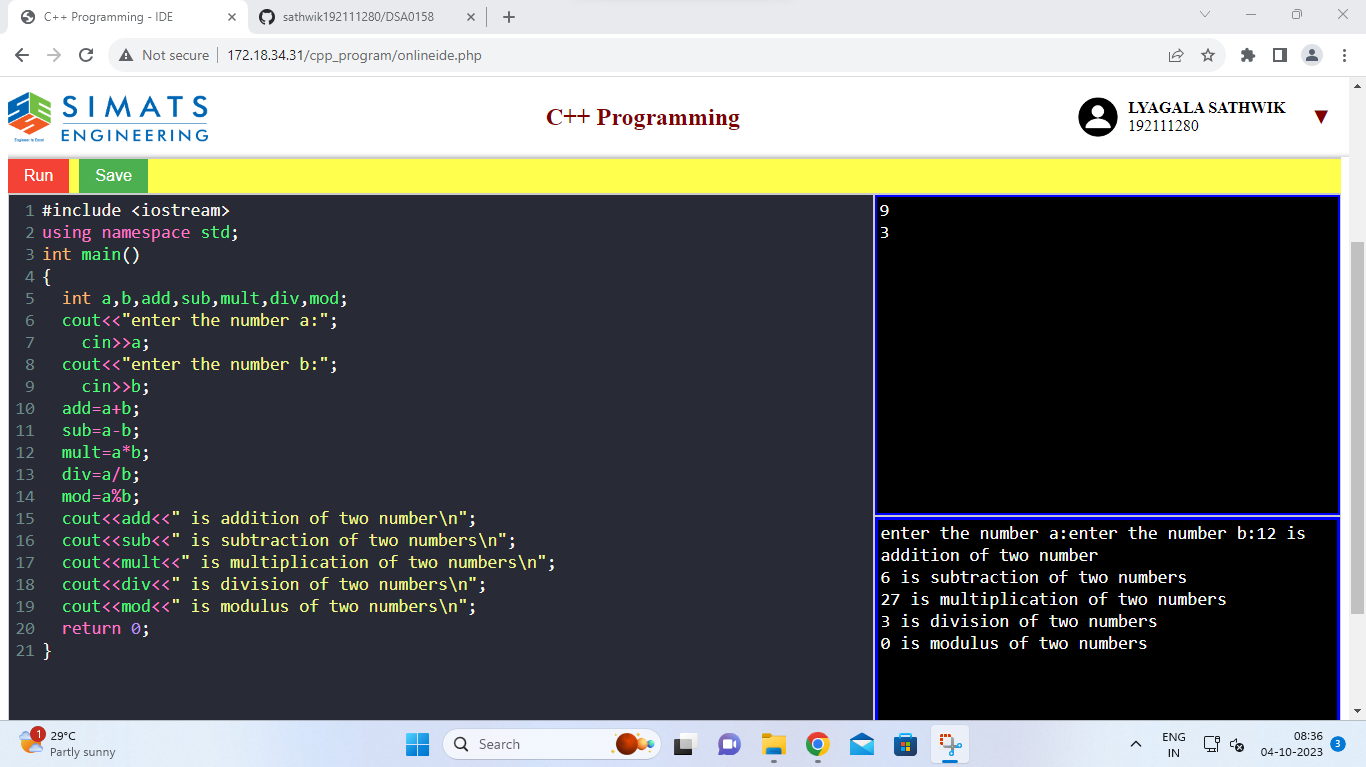 C++ Programming - IDE
sathwik192111280/DSA0158
Not secure
172.18.34.31/cpp_program/onlineide.php
SIMATS
ENGINEERING
Engineer to Excel
C++ Programming
LYAGALA SATHWIK
192111280
Run
Save
1 #include <iostream>
2 using namespace std;
3 int main()
4 {
5   int a,b,add,sub,mult,div,mod;
6   cout<<"enter the number a:";
7     cin>>a;
8   cout<<"enter the number b:";
9     cin>>b;
10   add=a+b;
11   sub=a-b;
12   mult=a*b;
13   div=a/b;
14   mod=a%b;
15   cout<<add<<" is addition of two number\n";
16   cout<<sub<<" is subtraction of two numbers\n";
17   cout<<mult<<" is multiplication of two numbers\n";
18   cout<<div<<" is division of two numbers\n";
19   cout<<mod<<" is modulus of two numbers\n";
20   return 0;
21 }
9
3
enter the number a:enter the number b:12 is
addition of two number
6 is subtraction of two numbers
27 is multiplication of two numbers
3 is division of two numbers
0 is modulus of two numbers
1
29°C
Partly sunny
Search
ENG
IN
08:36
04-10-2023
3